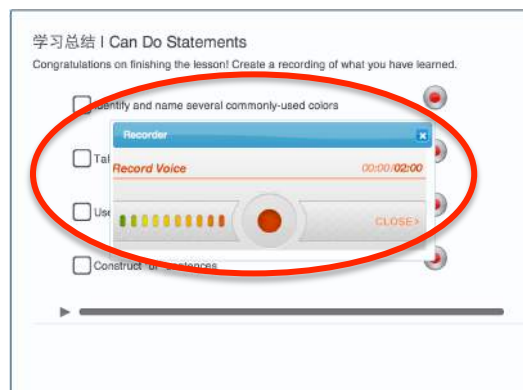 学习总结 | Can Do Statements
Congratulations on finishing the lesson! Create a recording of what you have learned.
Identify and name several commonly-used colors
Recorder
Record Voice 00:00/02:00
CLOSE>
Construct